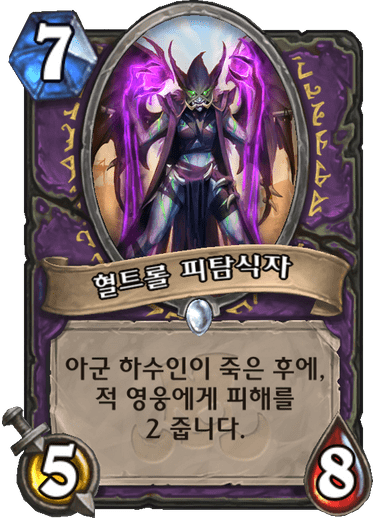 7
혈트롤 피탐식자
아군 하수인이 죽은 후에,
적 영웅에게 피해를
2 줍니다.
5
8